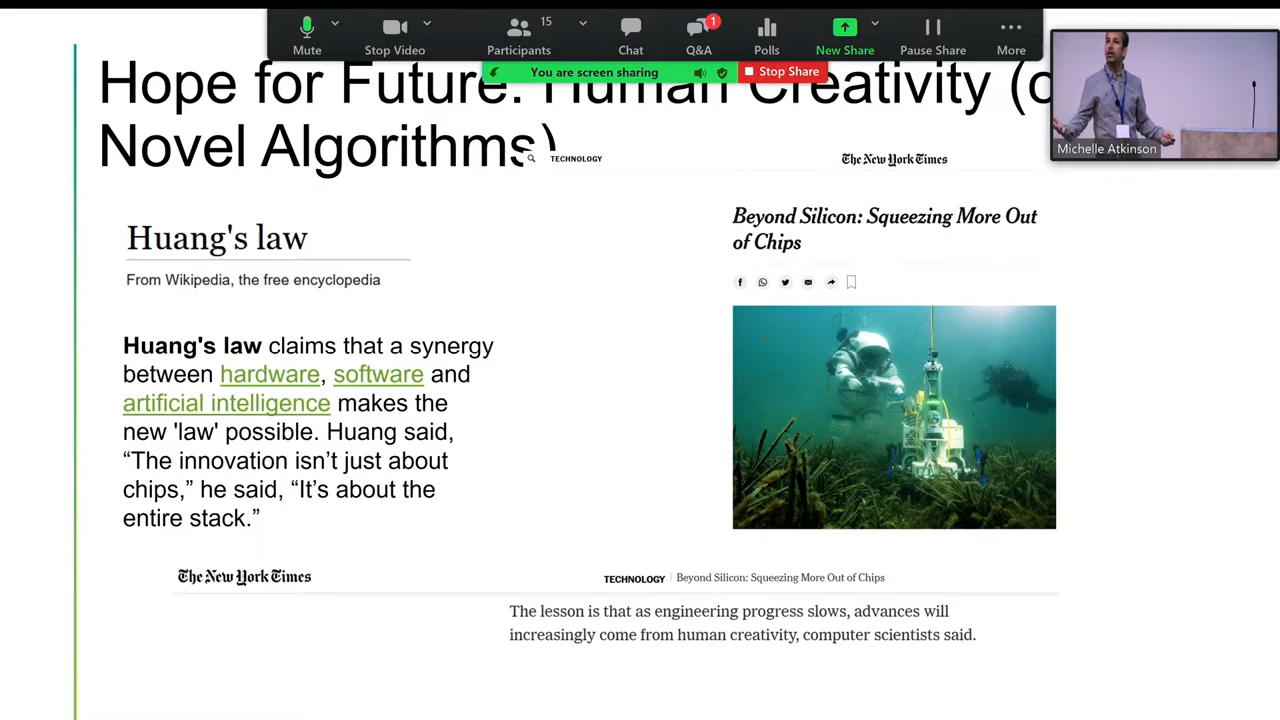 Mute
Stop Video
15
Participants
Chat
1
Q&A
Polls
New Share
Pause Share
More
You are screen sharing
Stop Share
Michelle Atkinson
Hope for Future: Human Creativity (o
Novel Algorithms)
TECHNOLOGY
The New York Times
Huang's law
From Wikipedia, the free encyclopedia
Huang's law claims that a synergy
between hardware, software and
artificial intelligence makes the
new 'law' possible. Huang said,
“The innovation isn’t just about
chips,” he said, “It’s about the
entire stack.”
Beyond Silicon: Squeezing More Out
of Chips
The New York Times
TECHNOLOGY | Beyond Silicon: Squeezing More Out of Chips
The lesson is that as engineering progress slows, advances will
increasingly come from human creativity, computer scientists said.